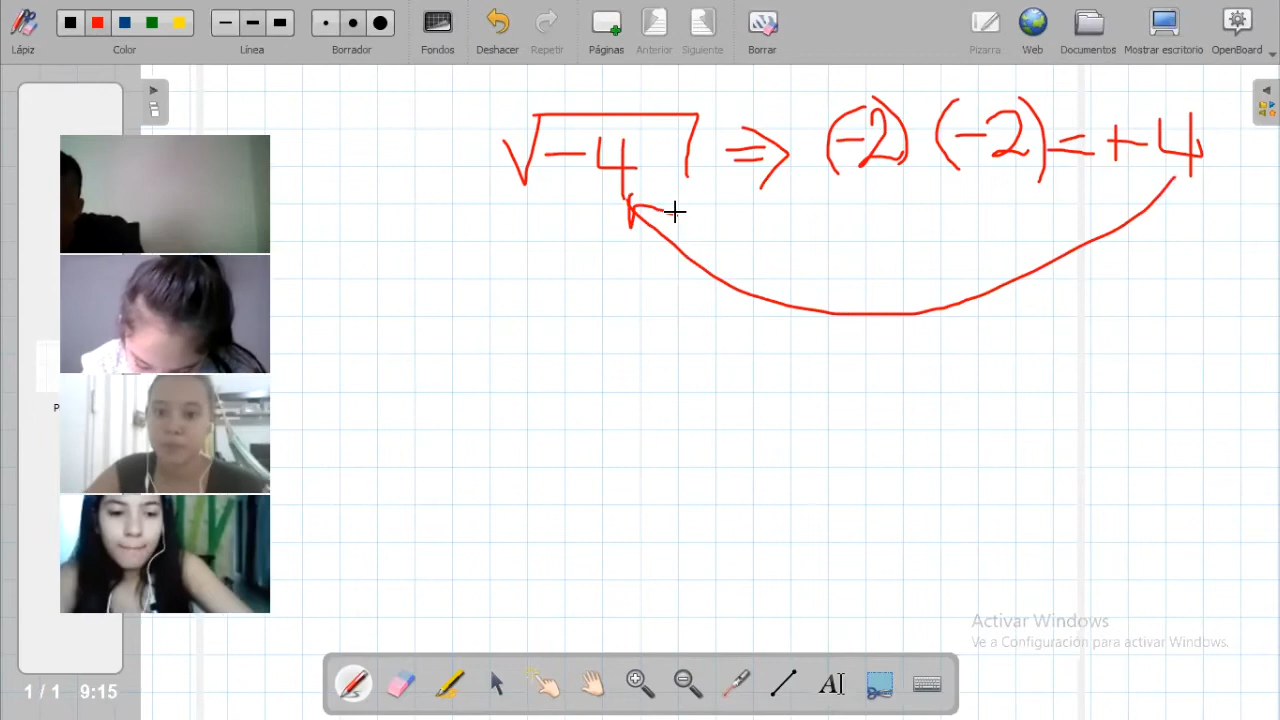 Lápiz Color Línea Borrador Fondos Deshacer Repetir Páginas Anterior Siguiente Borrar Pizarra Web Documentos Mostrar escritorio OpenBoard
√-4 ⇒ (-2) (-2) = +4
P
Activar Windows
Ve a Configuración para activar Windows.
AI
1 / 1 9:15